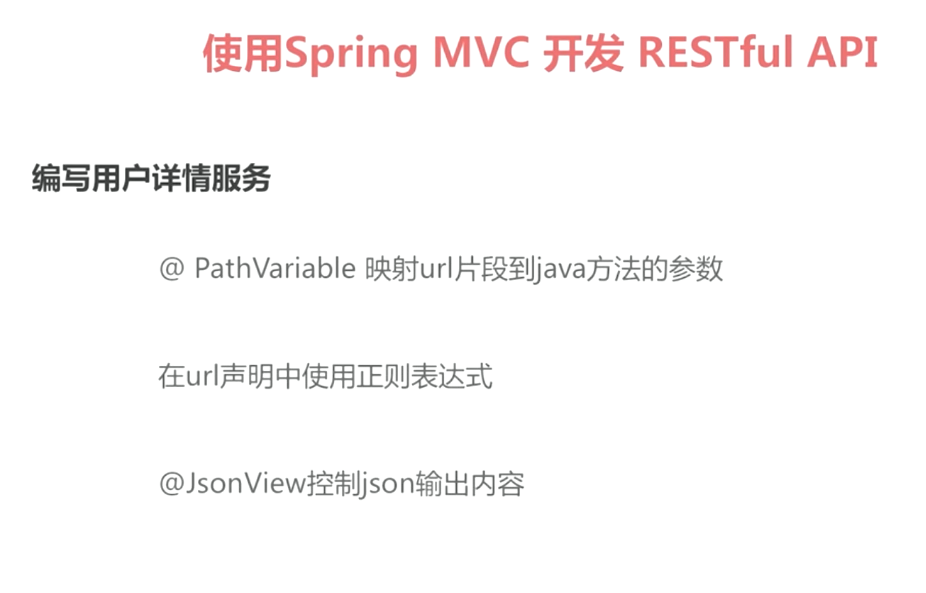 使用Spring MVC 开发 RESTful API
编写用户详情服务
@ PathVariable 映射url片段到java方法的参数
在url声明中使用正则表达式
@JsonView控制json输出内容